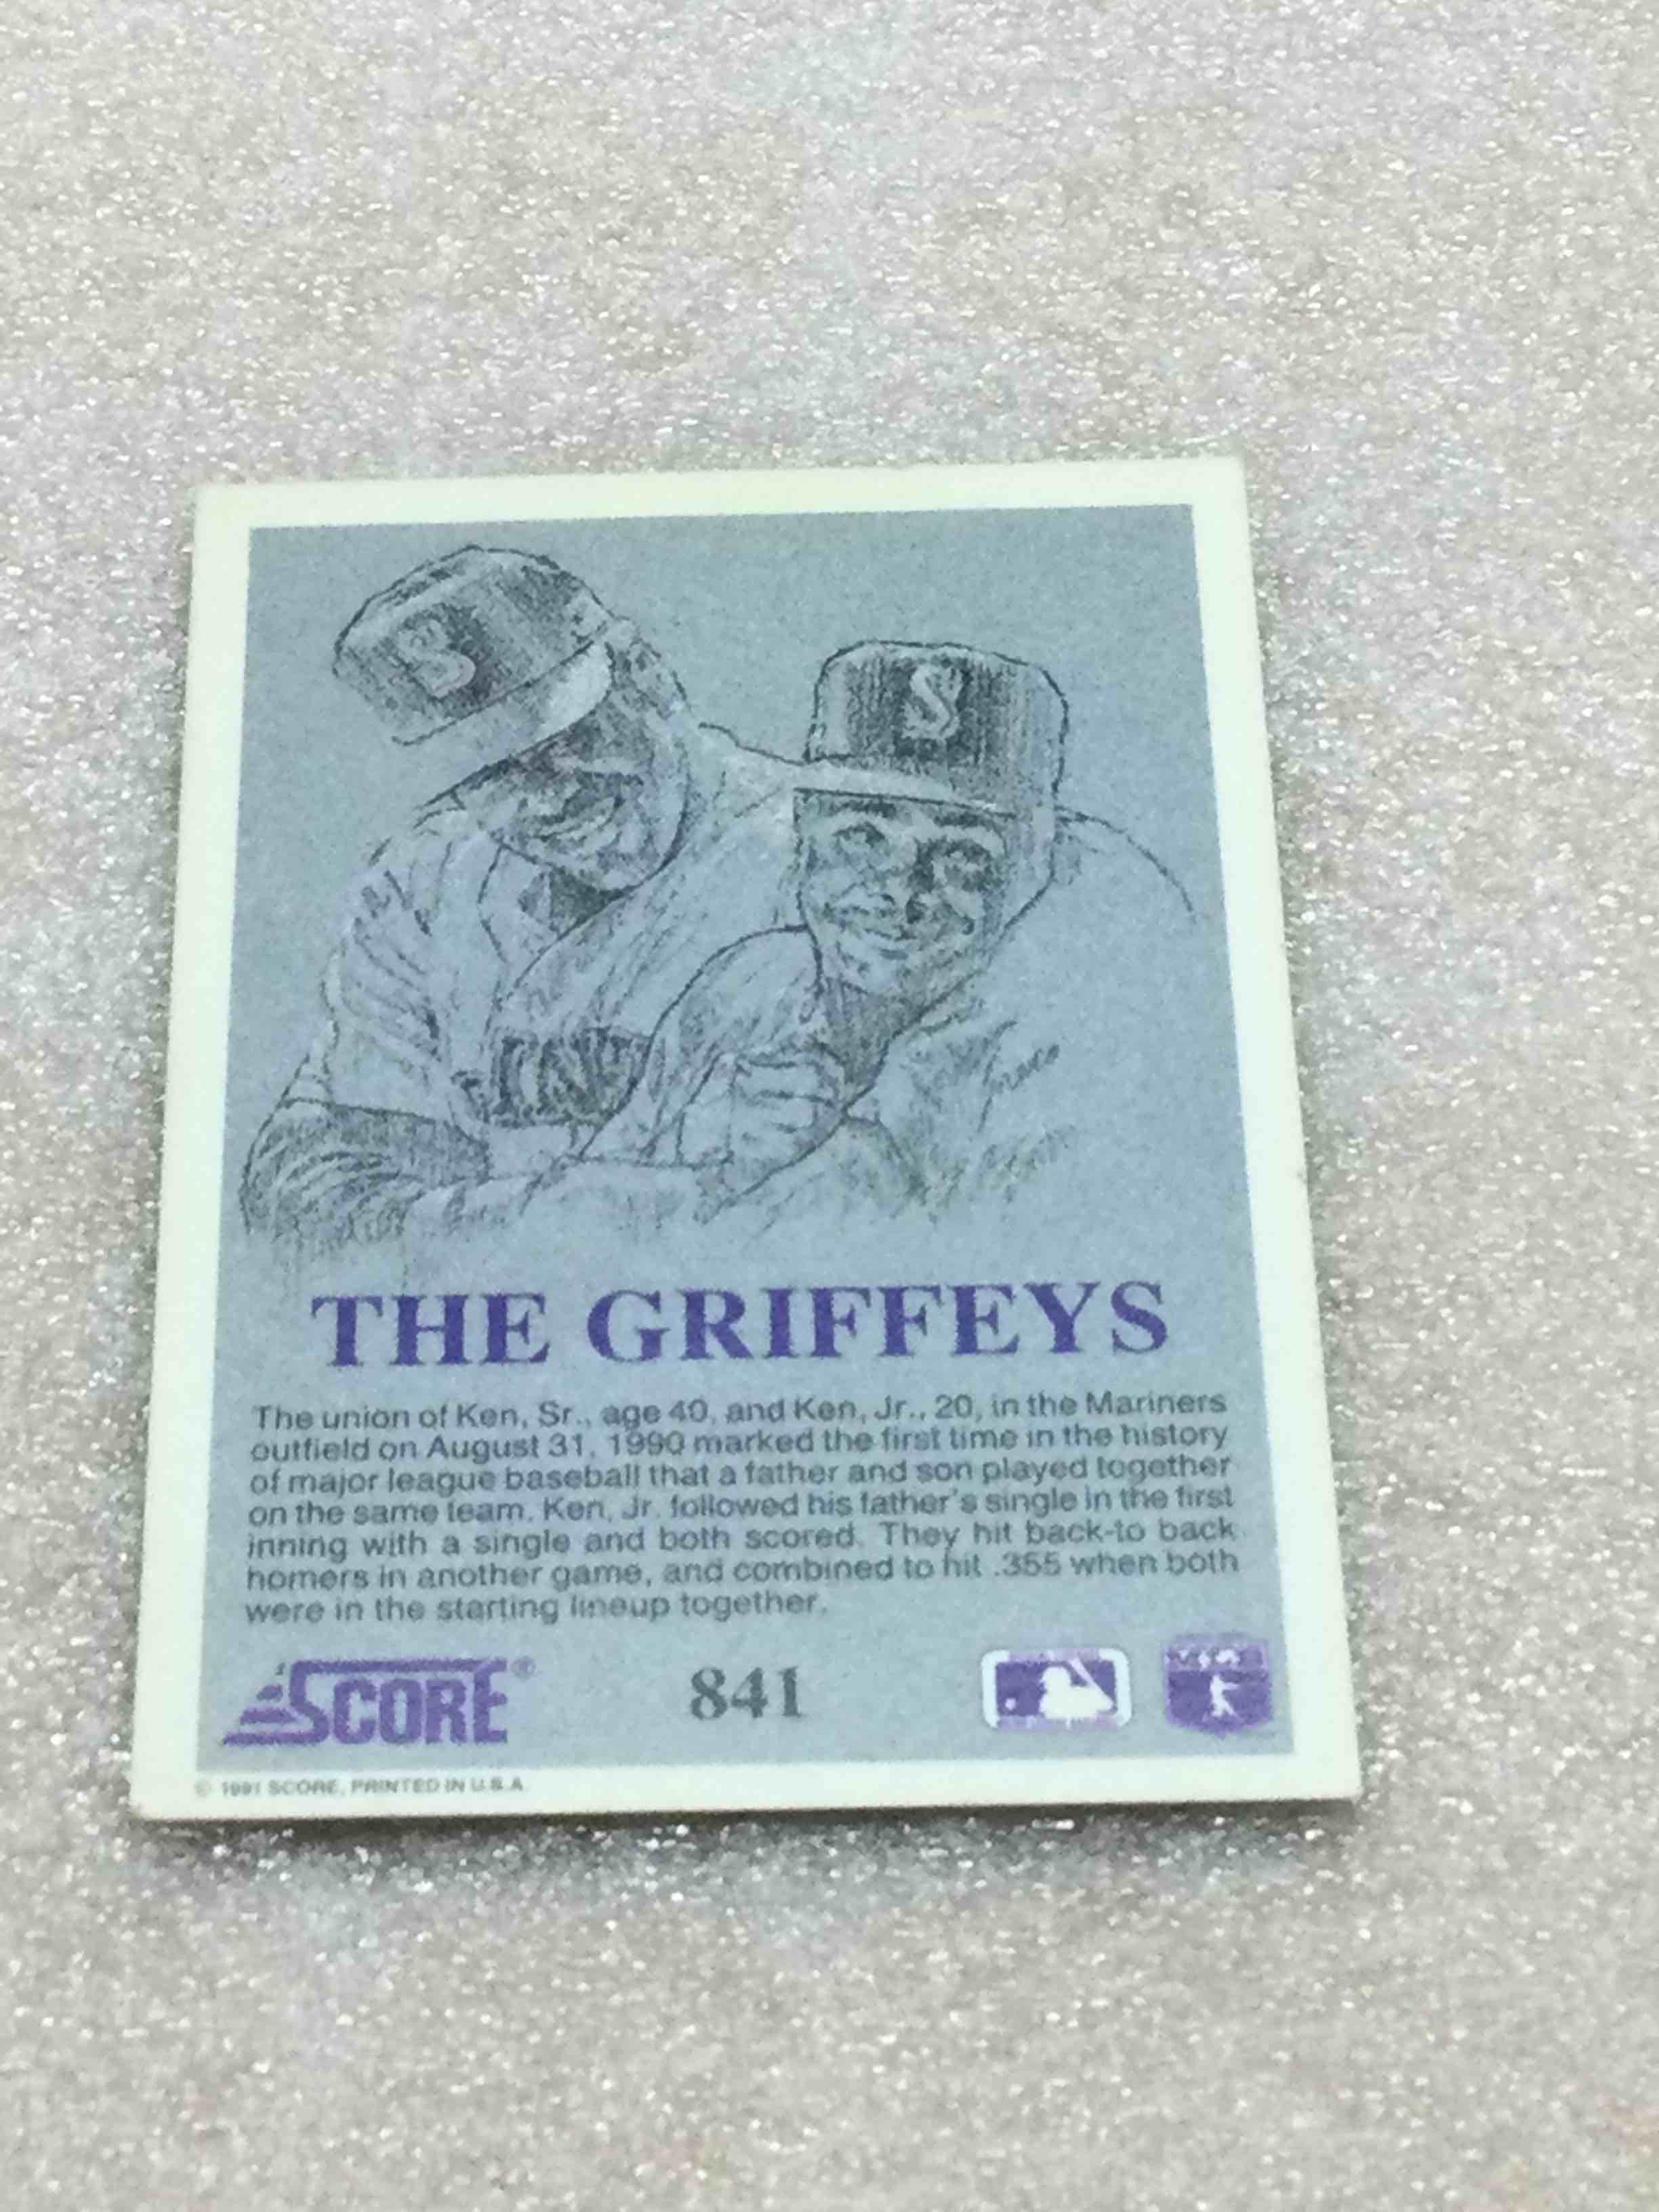 S
S
THE GRIFFEYS
The union of Ken, Sr., age 40, and Ken, Jr., 20, in the Mariners
outfield on August 31, 1990 marked the first time in the history
of major league baseball that a father and son played together
on the same team. Ken, Jr. followed his father's single in the first
inning with a single and both scored. They hit back-to back
homers in another game, and combined to hit .355 when both
were in the starting lineup together.
SCORE® 841
© 1991 SCORE, PRINTED IN U.S.A.